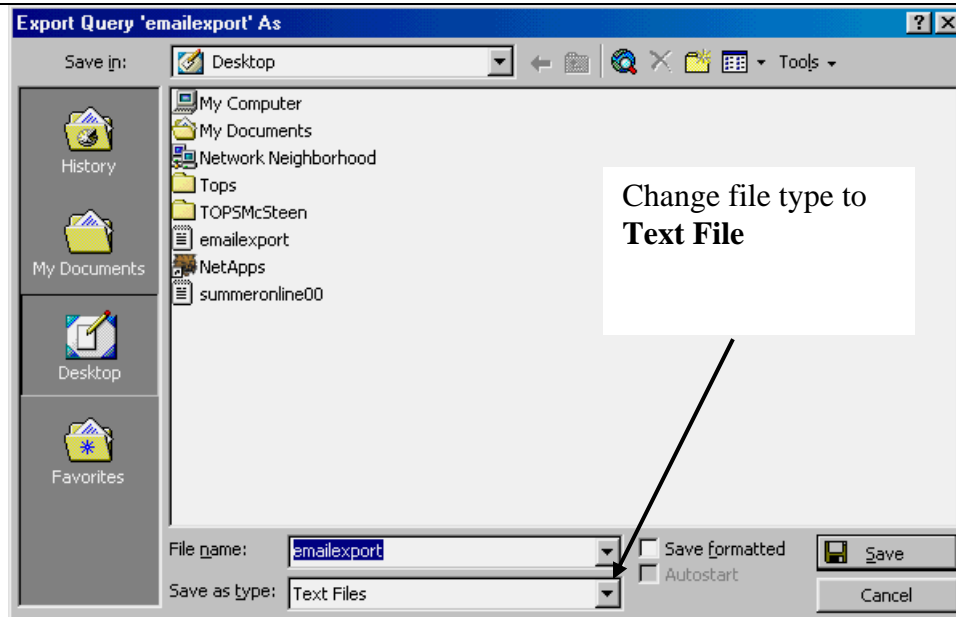 Export Query 'emailexport' As
Save in:
Desktop
Tools
History
My Documents
Desktop
Favorites
My Computer
My Documents
Network Neighborhood
Tops
TOPSMcSteen
emailexport
NetApps
summeronline00
Change file type to
Text File
File name:
emailexport
Save formatted
Save
Save as type:
Text Files
Autostart
Cancel